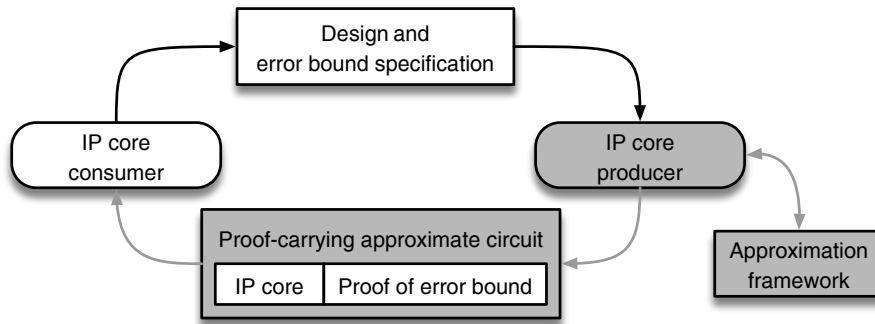 Design and
error bound specification
IP core
consumer
IP core
producer
Proof-carrying approximate circuit
IP core
Proof of error bound
Approximation
framework